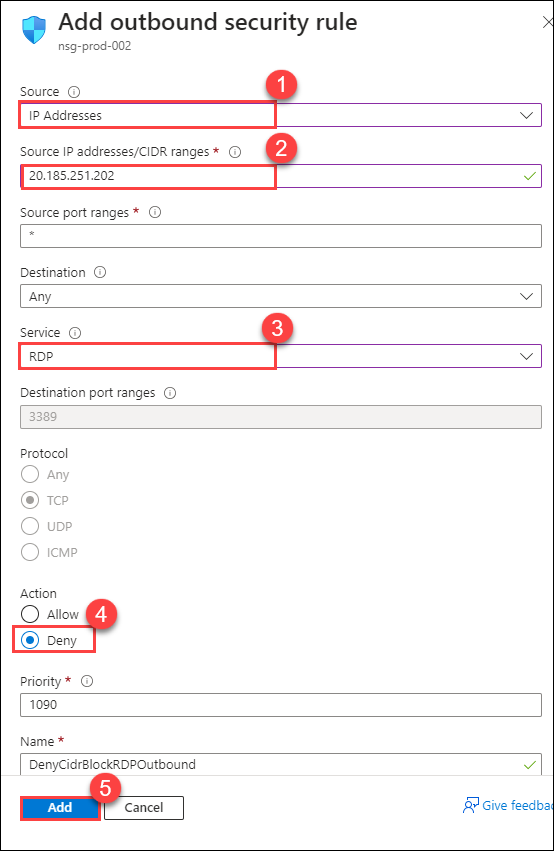 Add outbound security rule
nsg-prod-002
Source
1
IP Addresses
Source IP addresses/CIDR ranges *
2
20.185.251.202
Source port ranges *
*
Destination
Any
Service
3
RDP
Destination port ranges
3389
Protocol
Any
TCP
UDP
ICMP
Action
Allow
4
Deny
Priority *
1090
Name *
DenyCidrBlockRDPOutbound
5
Add
Cancel
Give feedbac